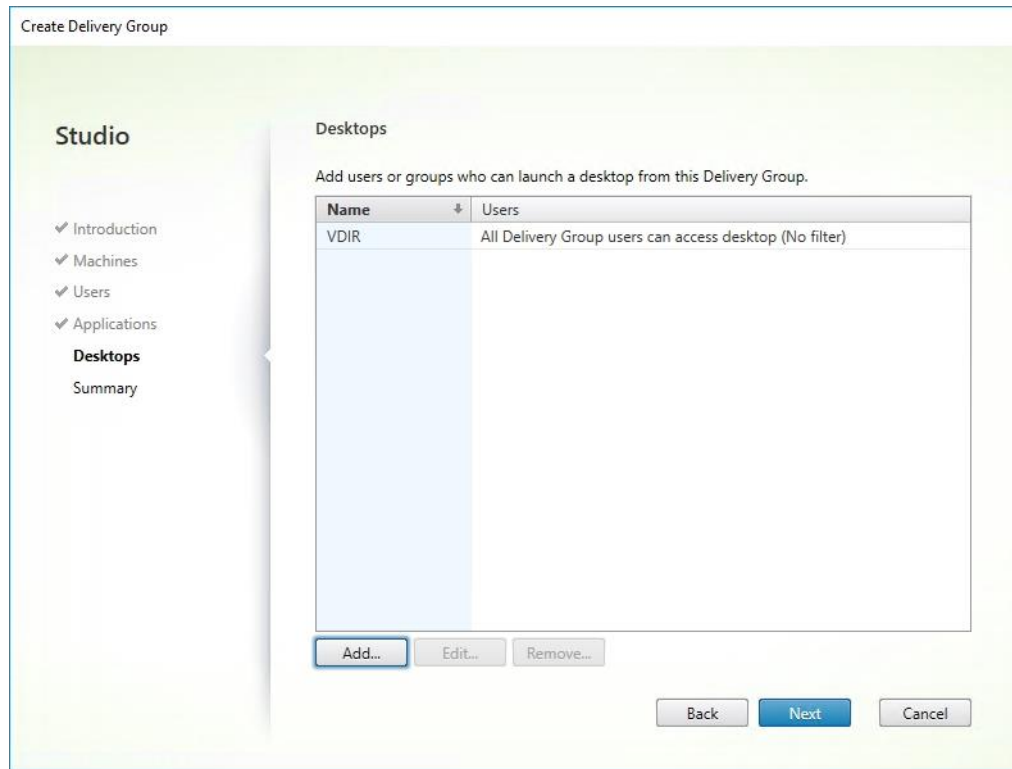 Create Delivery Group
Studio
Introduction
Machines
Users
Applications
Desktops
Summary
Desktops
Add users or groups who can launch a desktop from this Delivery Group.
Name Users
VDIR All Delivery Group users can access desktop (No filter)
Add... Edit... Remove...
Back Next Cancel